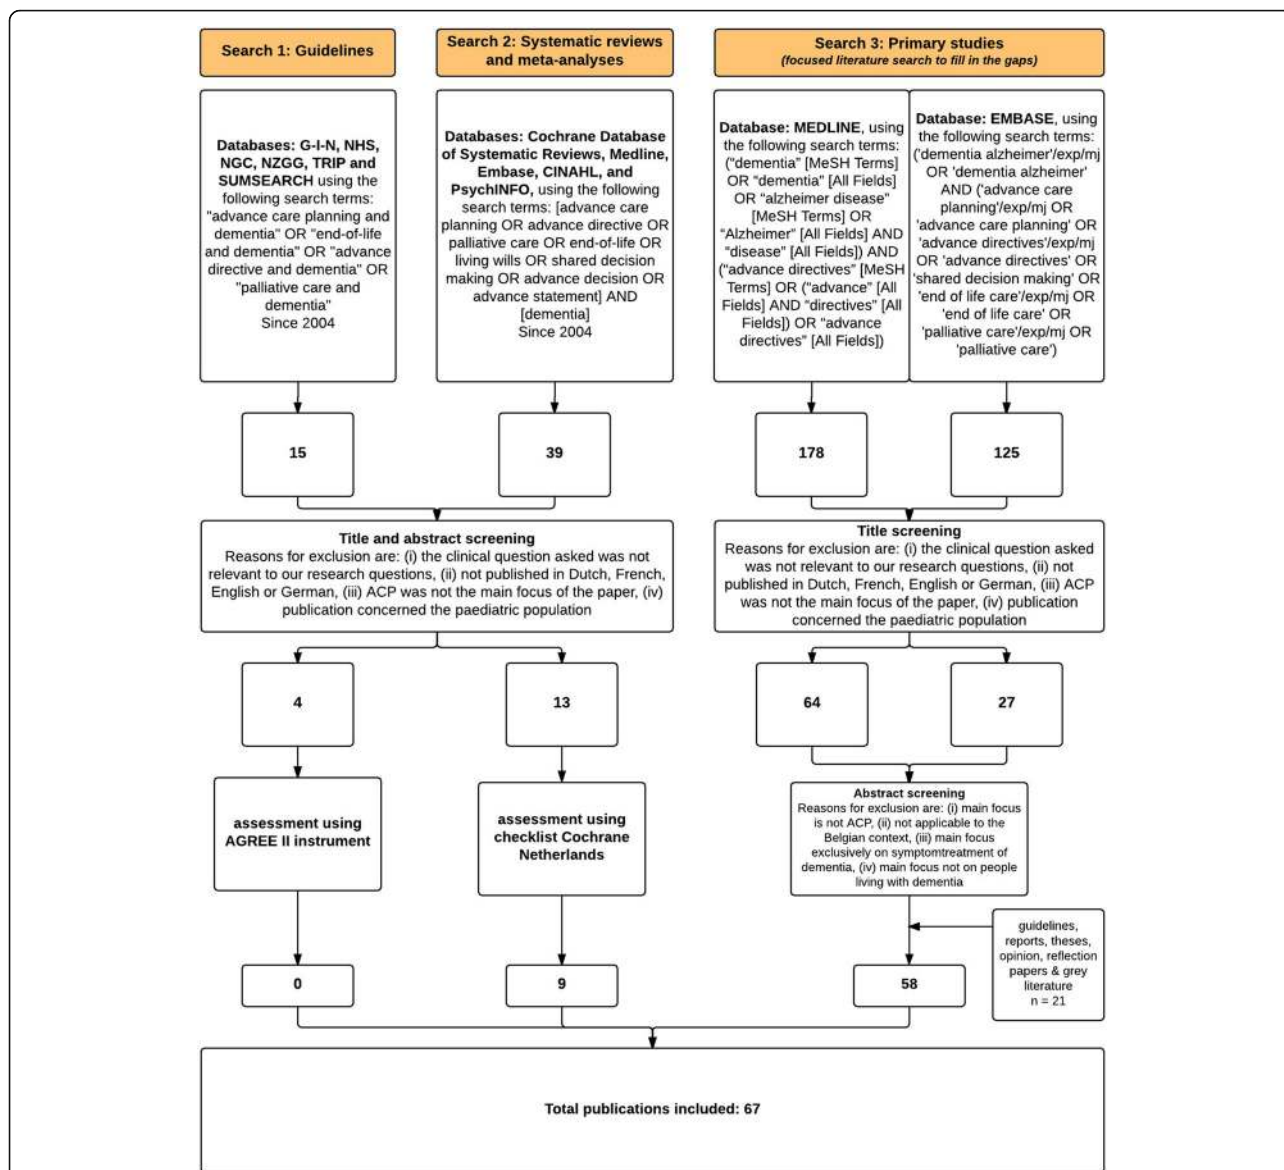 Search 1: Guidelines
Search 2: Systematic reviews
and meta-analyses
Search 3: Primary studies
(focused literature search to fill in the gaps)
Databases: G-I-N, NHS,
NGC, NZGG, TRIP and
SUMSEARCH using the
following search terms:
"advance care planning and
dementia" OR "end-of-life
and dementia" OR "advance
directive and dementia" OR
"palliative care and
dementia"
Since 2004
Databases: Cochrane Database
of Systematic Reviews, Medline,
Embase, CINAHL, and
PsychINFO, using the following
search terms: [advance care
planning OR advance directive OR
palliative care OR end-of-life OR
living wills OR shared decision
making OR advance decision OR
advance statement] AND
[dementia]
Since 2004
Database: MEDLINE, using
the following search terms:
("dementia" [MeSH Terms]
OR "dementia" [All Fields]
OR "alzheimer disease"
[MeSH Terms] OR
"Alzheimer" [All Fields] AND
"disease" [All Fields]) AND
("advance directives" [MeSH
Terms] OR ("advance" [All
Fields] AND "directives" [All
Fields]) OR "advance
directives" [All Fields])
Database: EMBASE, using
the following search terms:
('dementia alzheimer'/exp/mj
OR 'dementia alzheimer'
AND ('advance care
planning'/exp/mj OR
'advance care planning' OR
'advance directives'/exp/mj
OR 'advance directives' OR
'shared decision making' OR
'end of life care'/exp/mj OR
'end of life care' OR
'palliative care'/exp/mj OR
'palliative care')
15
39
178
125
Title and abstract screening
Reasons for exclusion are: (i) the clinical question asked was not
relevant to our research questions, (ii) not published in Dutch, French,
English or German, (iii) ACP was not the main focus of the paper, (iv)
publication concerned the paediatric population
Title screening
Reasons for exclusion are: (i) the clinical question asked
was not relevant to our research questions, (ii) not
published in Dutch, French, English or German, (iii) ACP
was not the main focus of the paper, (iv) publication
concerned the paediatric population
4
13
64
27
assessment using
AGREE II instrument
assessment using
checklist Cochrane
Netherlands
Abstract screening
Reasons for exclusion are: (i) main focus
is not ACP, (ii) not applicable to the
Belgian context, (iii) main focus
exclusively on symptomtreatment of
dementia, (iv) main focus not on people
living with dementia
guidelines,
reports, theses,
opinion, reflection
papers & grey
literature
n = 21
0
9
58
Total publications included: 67